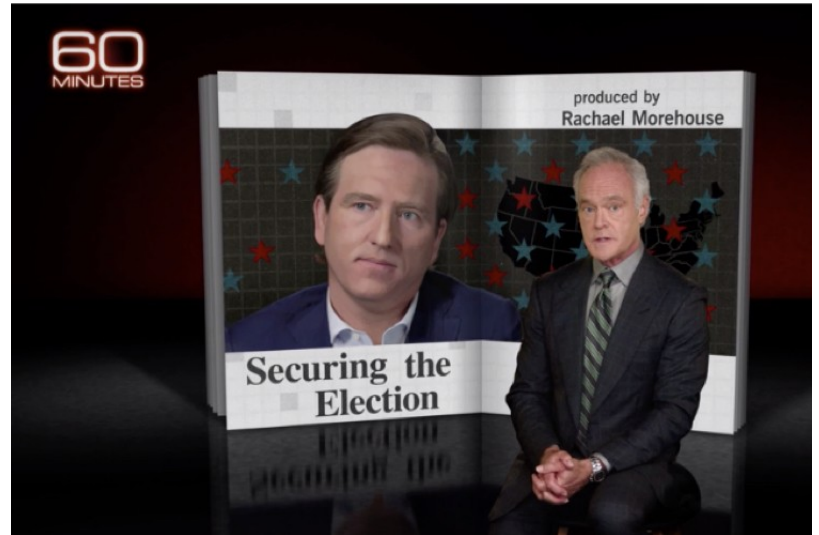 60
MINUTES
produced by
Rachael Morehouse
Securing the
Election